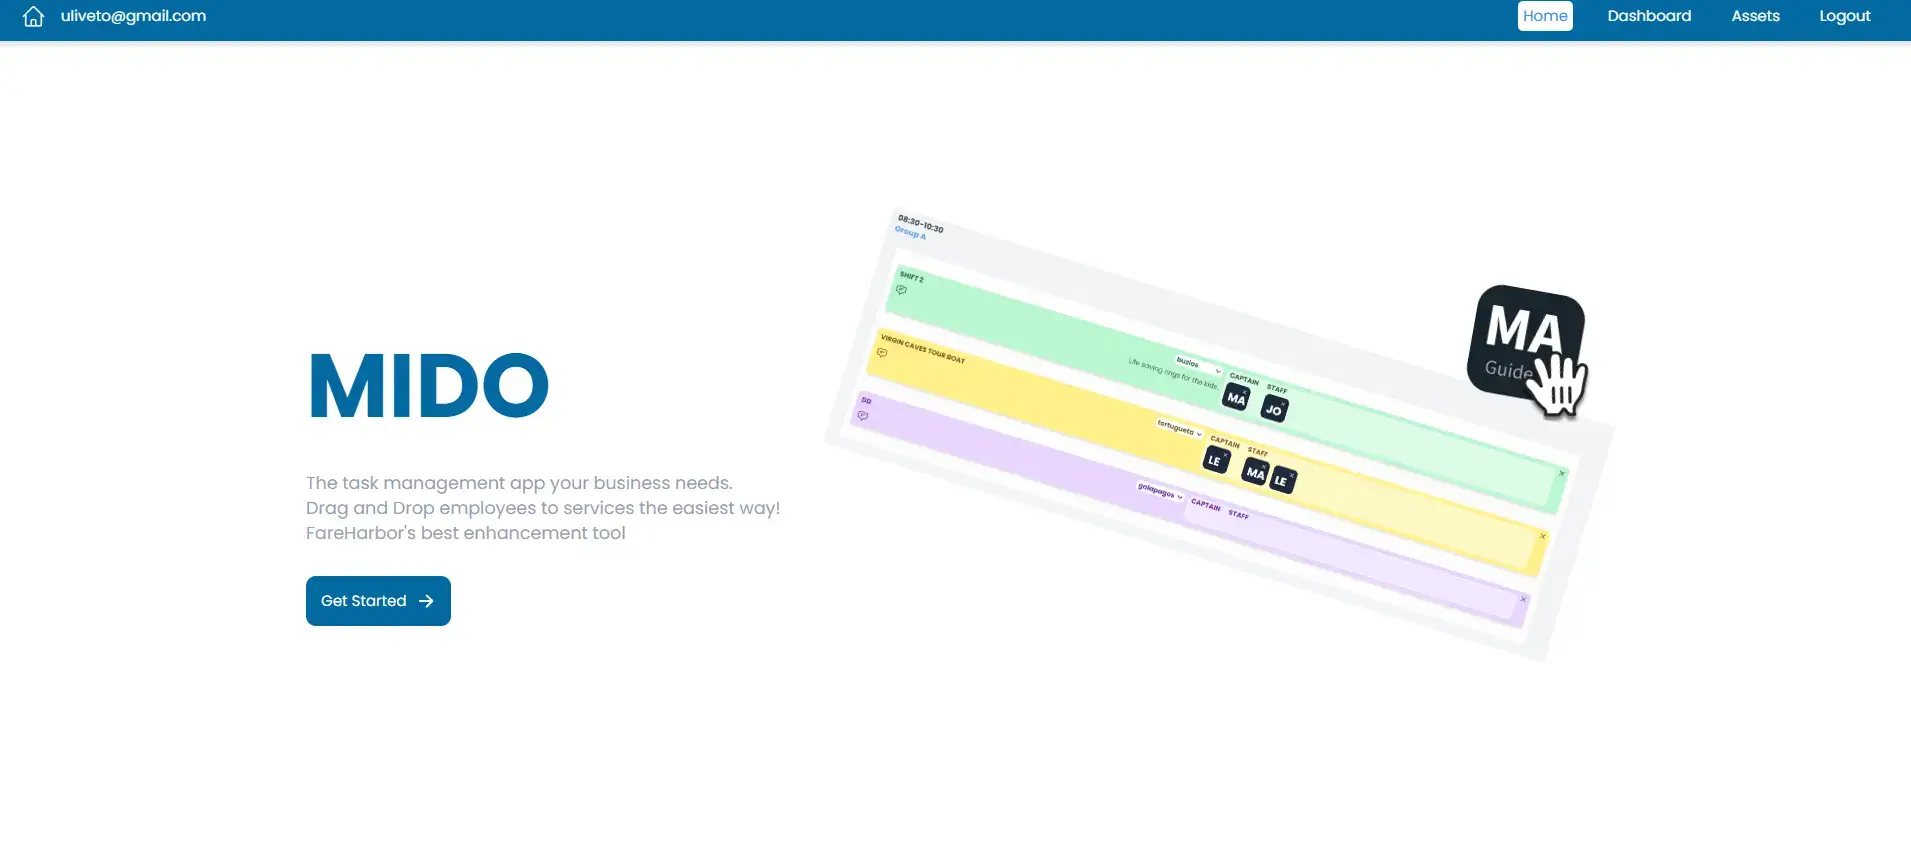 uliveto@gmail.com
Home
Dashboard
Assets
Logout
MIDO
The task management app your business needs.
Drag and Drop employees to services the easiest way!
FareHarbor's best enhancement tool
Get Started
08:30-10:30
Group A
SHIFT 2
Life saving rings for the kids.
buzios
CAPTAIN
STAFF
MA
JO
VIRGIN CAVES TOUR BOAT
tortugueta
CAPTAIN
STAFF
LE
MA
LE
DD
galapagos
CAPTAIN
STAFF
MA
Guide